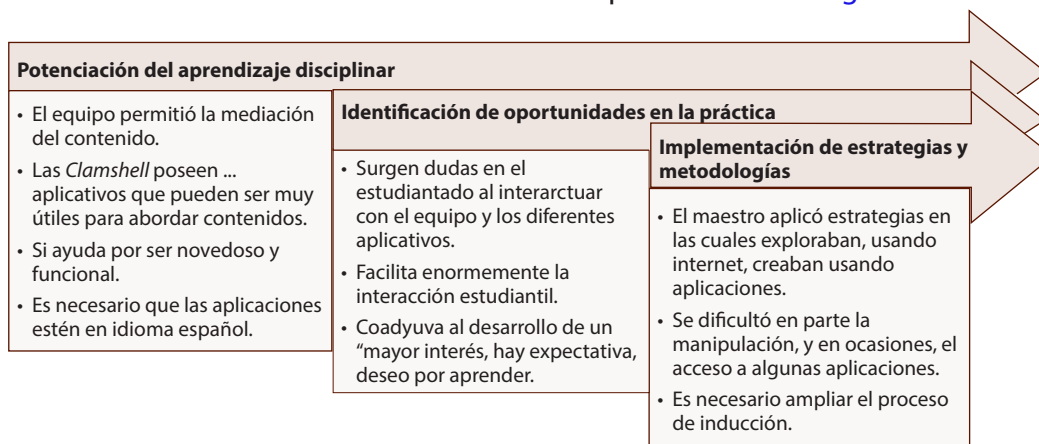 Potenciación del aprendizaje disciplinar
• El equipo permitió la mediación
del contenido.
• Las Clamshell poseen ...
aplicativos que pueden ser muy
útiles para abordar contenidos.
• Si ayuda por ser novedoso y
funcional.
• Es necesario que las aplicaciones
estén en idioma español.
Identificación de oportunidades en la práctica
• Surgen dudas en el
estudiantado al interarctuar
con el equipo y los diferentes
aplicativos.
• Facilita enormemente la
interacción estudiantil.
• Coadyuva al desarrollo de un
“mayor interés, hay expectativa,
deseo por aprender.
Implementación de estrategias y
metodologías
• El maestro aplicó estrategias en
las cuales exploraban, usando
internet, creaban usando
aplicaciones.
• Se dificultó en parte la
manipulación, y en ocasiones, el
acceso a algunas aplicaciones.
• Es necesario ampliar el proceso
de inducción.